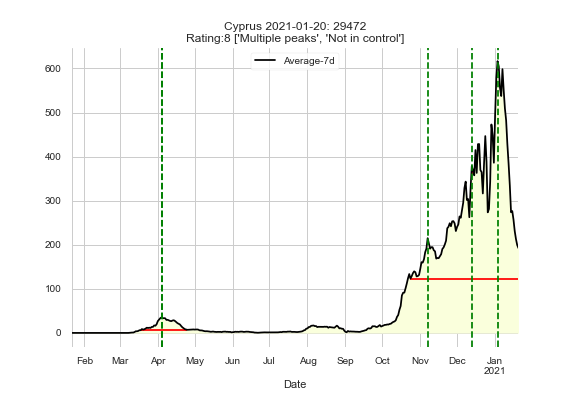 Cyprus 2021-01-20: 29472
Rating:8 ['Multiple peaks', 'Not in control']
Average-7d
600
500
400
300
200
100
0
Feb Mar Apr May Jun Jul Aug Sep Oct Nov Dec Jan
2021
Date